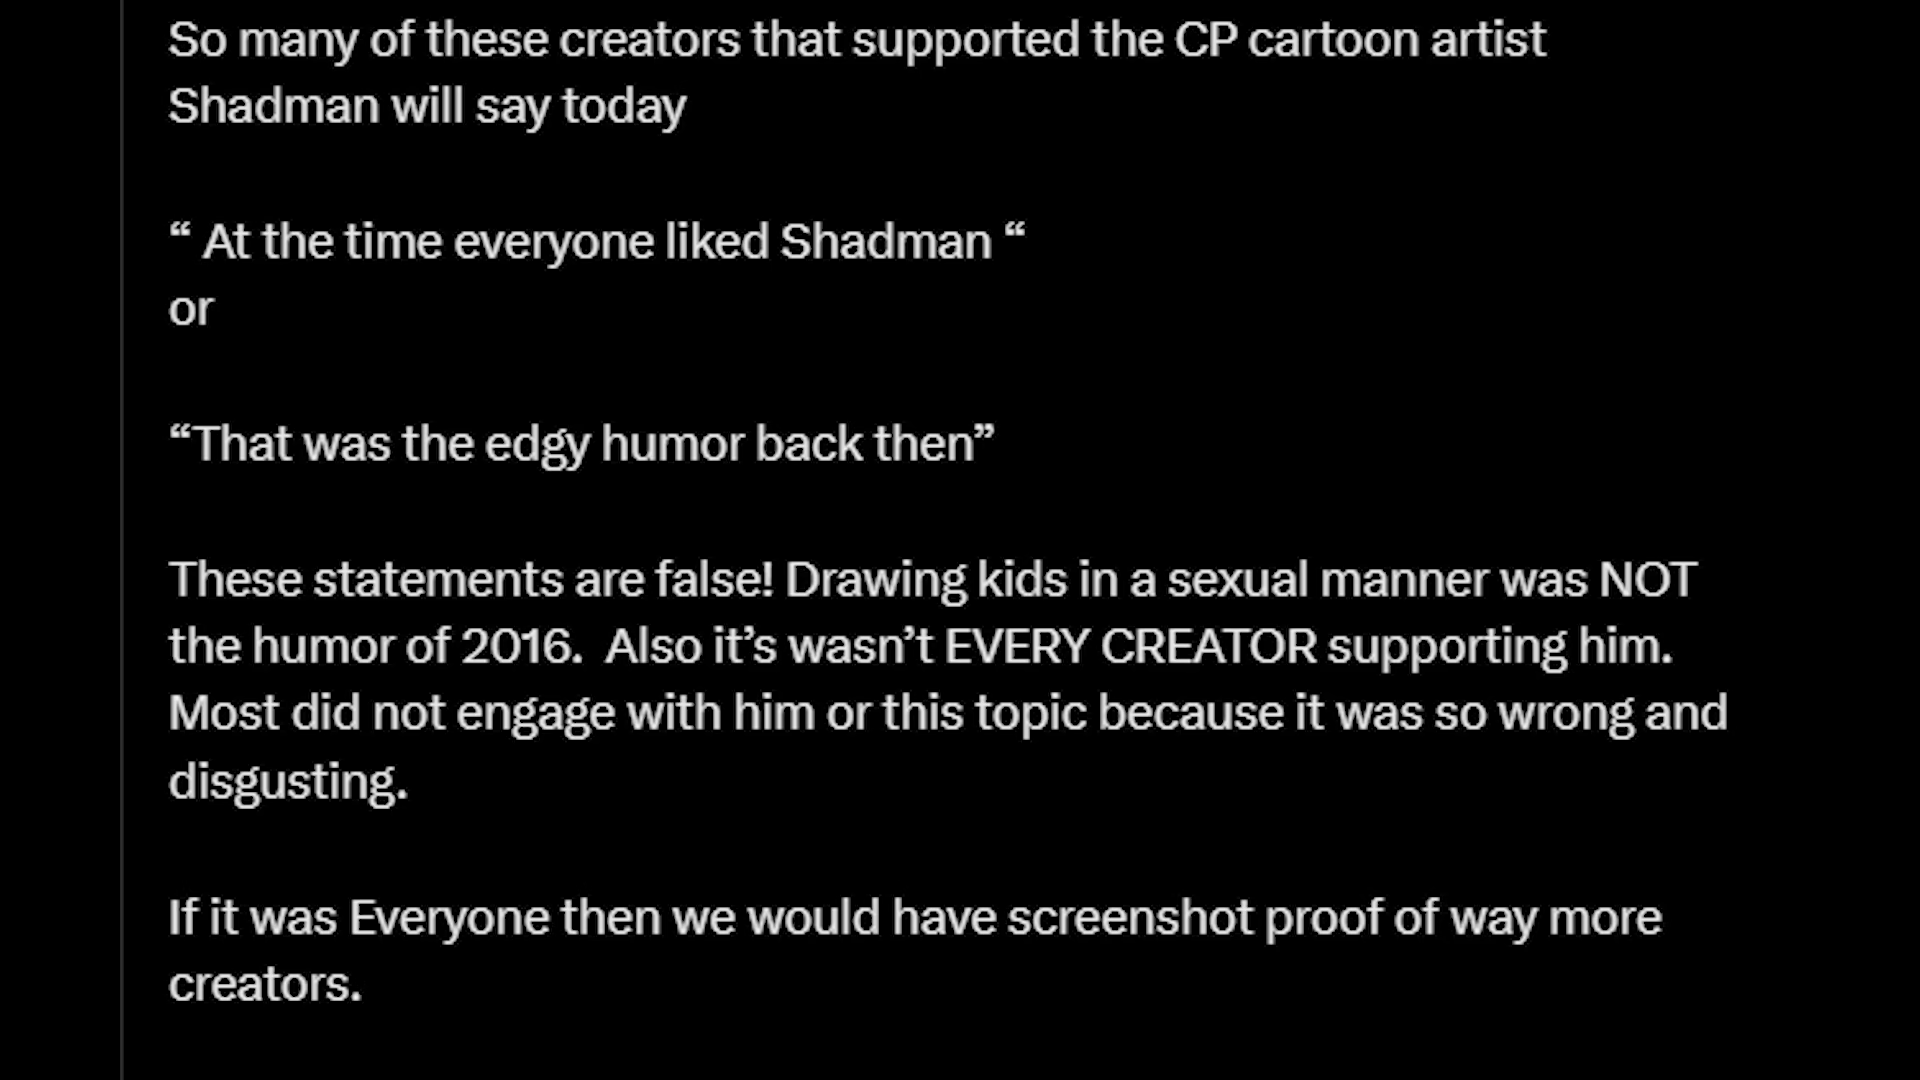 So many of these creators that supported the CP cartoon artist
Shadman will say today
“ At the time everyone liked Shadman “
or
“That was the edgy humor back then”
These statements are false! Drawing kids in a sexual manner was NOT
the humor of 2016.  Also it’s wasn’t EVERY CREATOR supporting him.
Most did not engage with him or this topic because it was so wrong and
disgusting.
If it was Everyone then we would have screenshot proof of way more
creators.